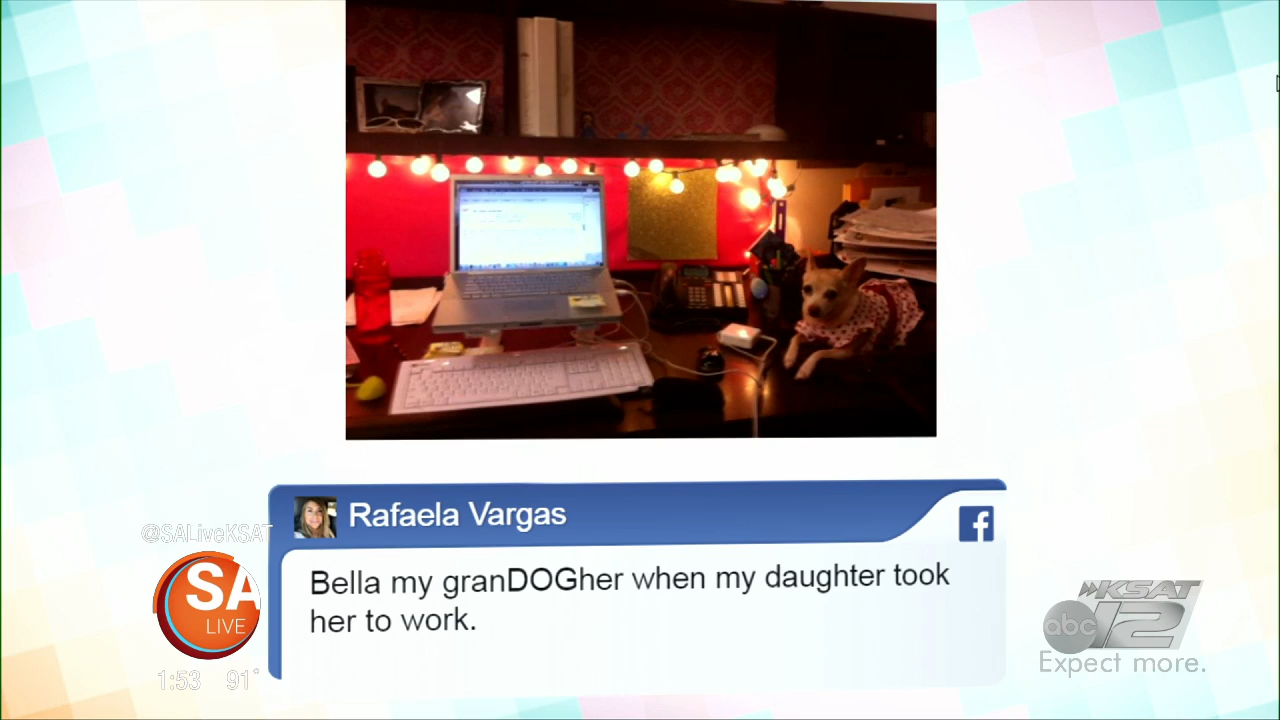 Rafaela Vargas
Bella my granDOGher when my daughter took
her to work.
@SALiveKSAT
SA
LIVE
1:53 91°
KSAT
abc 12
Expect more.